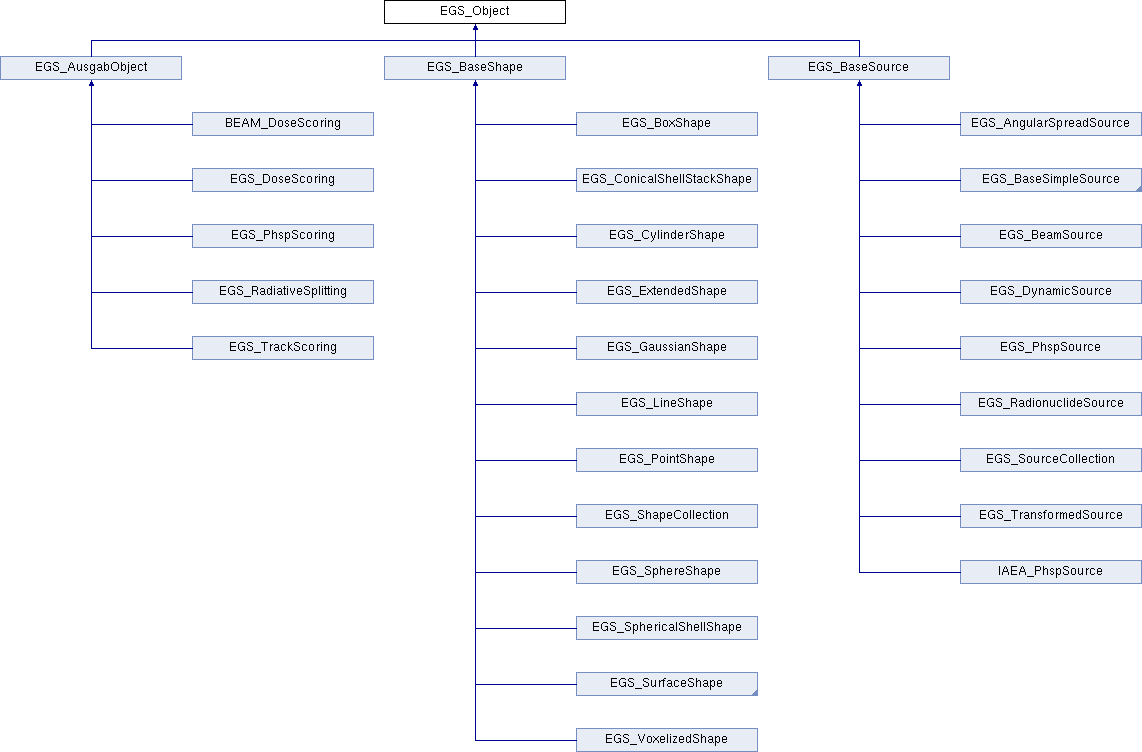 EGS_Object
EGS_AusgabObject
EGS_BaseShape
EGS_BaseSource
BEAM_DoseScoring
EGS_BoxShape
EGS_AngularSpreadSource
EGS_DoseScoring
EGS_ConicalShellStackShape
EGS_BaseSimpleSource
EGS_PhspScoring
EGS_CylinderShape
EGS_BeamSource
EGS_RadiativeSplitting
EGS_ExtendedShape
EGS_DynamicSource
EGS_TrackScoring
EGS_GaussianShape
EGS_PhspSource
EGS_LineShape
EGS_RadionuclideSource
EGS_PointShape
EGS_SourceCollection
EGS_ShapeCollection
EGS_TransformedSource
EGS_SphereShape
IAEA_PhspSource
EGS_SphericalShellShape
EGS_SurfaceShape
EGS_VoxelizedShape